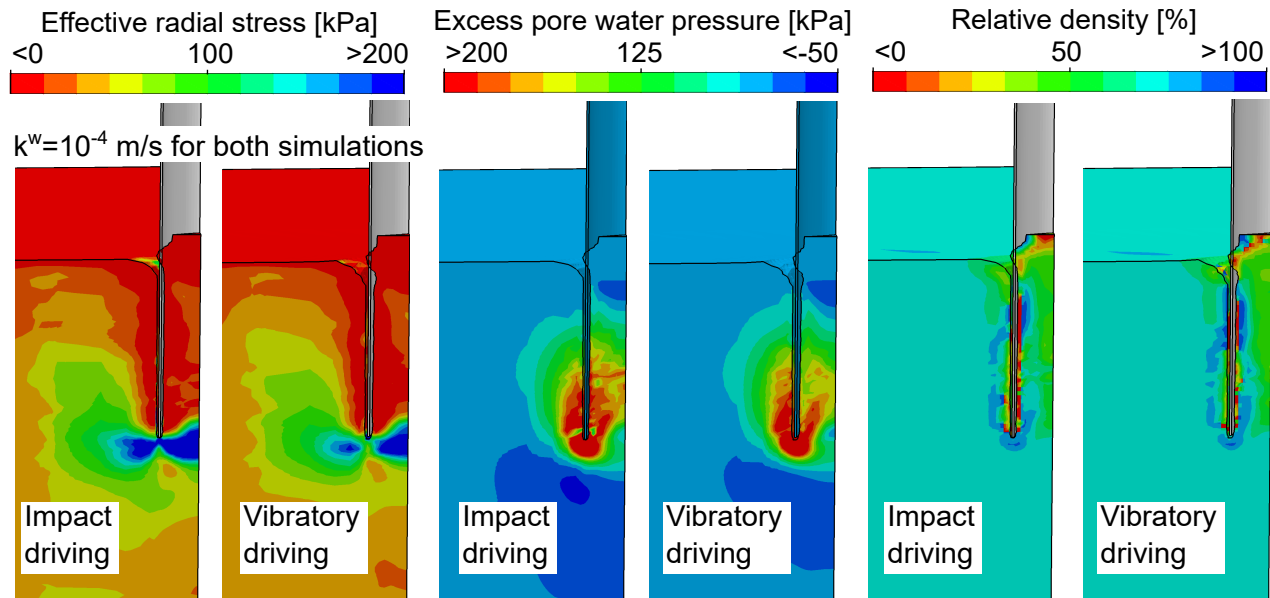 Effective radial stress [kPa]
<0 100 >200
Excess pore water pressure [kPa]
>200 125 <-50
Relative density [%]
<0 50 >100
kʷ=10⁻⁴ m/s for both simulations
Impact
driving
Vibratory
driving
Impact
driving
Vibratory
driving
Impact
driving
Vibratory
driving